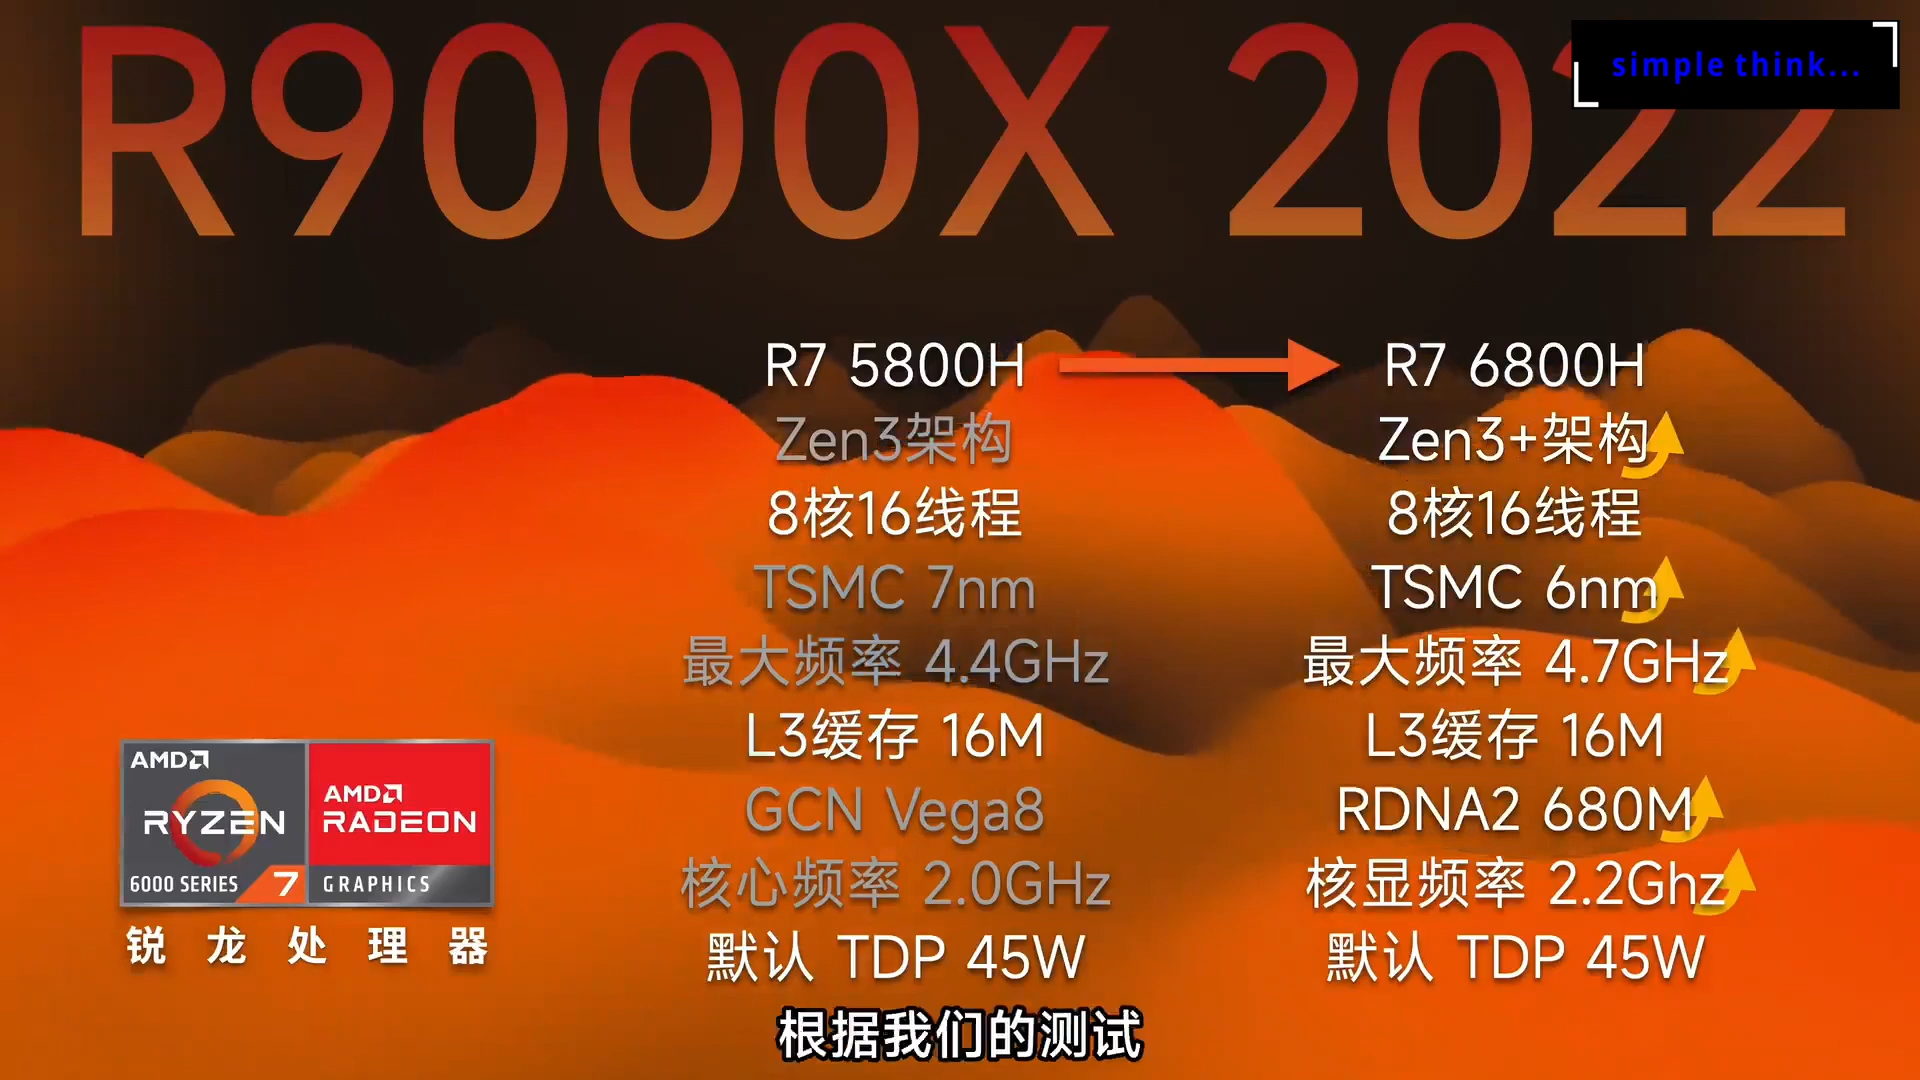 R9000X 2022
simple think...
R7 5800H
R7 6800H
Zen3架构
Zen3+架构
8核16线程
8核16线程
TSMC 7nm
TSMC 6nm
最大频率 4.4GHz
最大频率 4.7GHz
L3缓存 16M
L3缓存 16M
GCN Vega8
RDNA2 680M
核心频率 2.0GHz
核显频率 2.2Ghz
默认 TDP 45W
默认 TDP 45W
AMD
RYZEN
6000 SERIES 7
AMD
RADEON
GRAPHICS
锐龙处理器
根据我们的测试